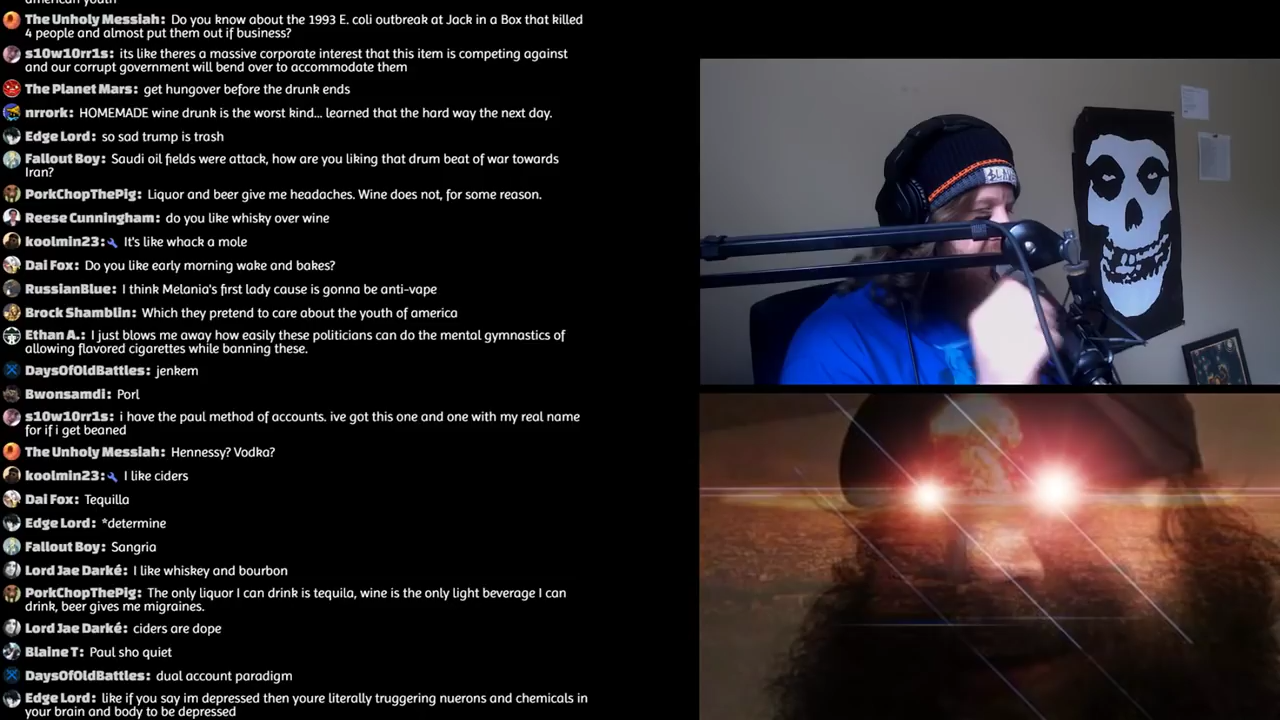 american youth
The Unholy Messiah: Do you know about the 1993 E. coli outbreak at Jack in a Box that killed
4 people and almost put them out if business?
s10w10rr1s: its like theres a massive corporate interest that this item is competing against
and our corrupt government will bend over to accommodate them
The Planet Mars: get hungover before the drunk ends
nrrork: HOMEMADE wine drunk is the worst kind... learned that the hard way the next day.
Edge Lord: so sad trump is trash
Fallout Boy: Saudi oil fields were attack, how are you liking that drum beat of war towards
Iran?
PorkChopThePig: Liquor and beer give me headaches. Wine does not, for some reason.
Reese Cunningham: do you like whisky over wine
koolmin23: It's like whack a mole
Dai Fox: Do you like early morning wake and bakes?
RussianBlue: I think Melania's first lady cause is gonna be anti-vape
Brock Shamblin: Which they pretend to care about the youth of america
Ethan A.: I just blows me away how easily these politicians can do the mental gymnastics of
allowing flavored cigarettes while banning these.
DaysOfOldBattles: jenkem
Bwonsamdi: Porl
s10w10rr1s: i have the paul method of accounts. ive got this one and one with my real name
for if i get beaned
The Unholy Messiah: Hennessy? Vodka?
koolmin23: I like ciders
Dai Fox: Tequilla
Edge Lord: *determine
Fallout Boy: Sangria
Lord Jae Darké: I like whiskey and bourbon
PorkChopThePig: The only liquor I can drink is tequila, wine is the only light beverage I can
drink, beer gives me migraines.
Lord Jae Darké: ciders are dope
Blaine T: Paul sho quiet
DaysOfOldBattles: dual account paradigm
Edge Lord: like if you say im depressed then youre literally truggering nuerons and chemicals in
your brain and body to be depressed